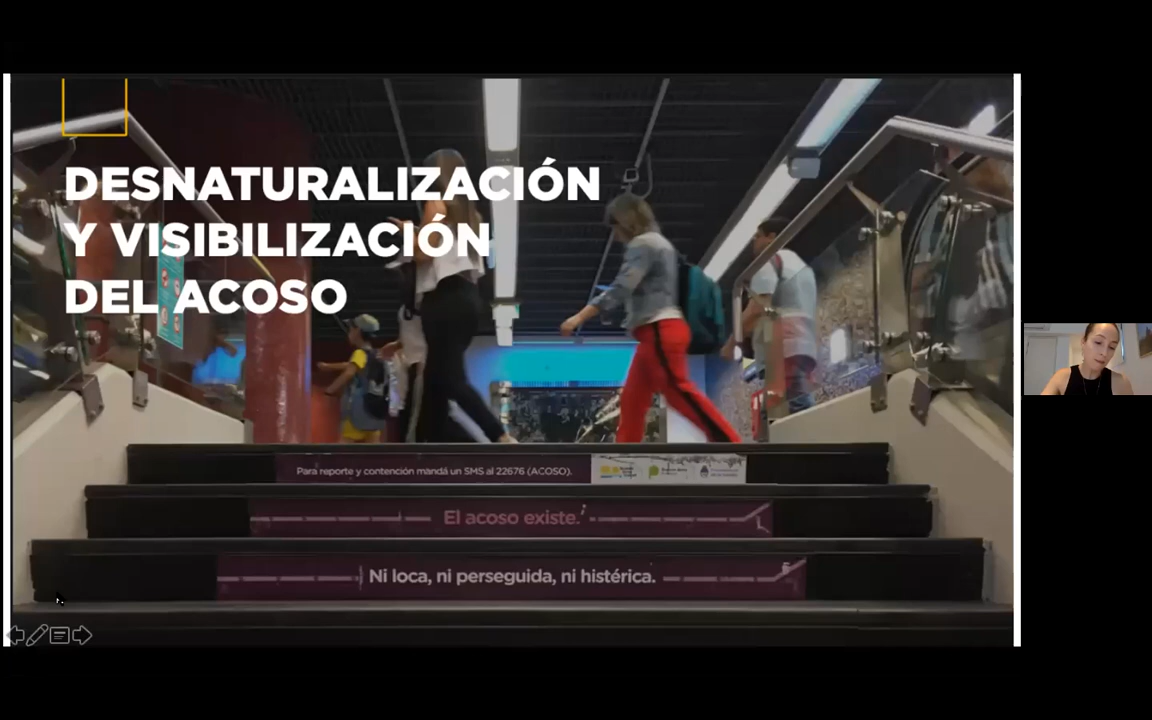 DESNATURALIZACIÓN
Y VISIBILIZACIÓN
DEL ACOSO
Para reporte y contención mandá un SMS al 22676 (ACOSO).
El acoso existe.
Ni loca, ni perseguida, ni histérica.